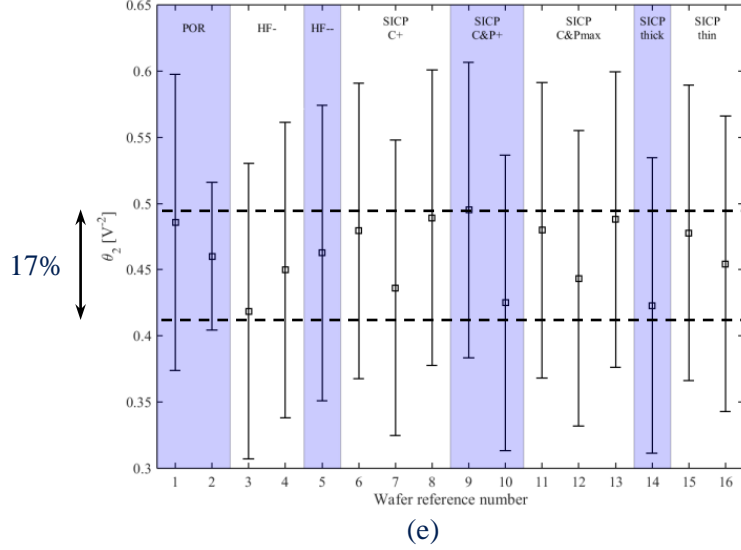 0.65
0.6
0.55
0.5
0.45
0.4
0.35
0.3
θ₂ [V⁻²]
17%
POR
HF-
HF--
SICP
C+
SICP
C&P+
SICP
C&Pmax
SICP
thick
SICP
thin
1 2 3 4 5 6 7 8 9 10 11 12 13 14 15 16
Wafer reference number
(e)